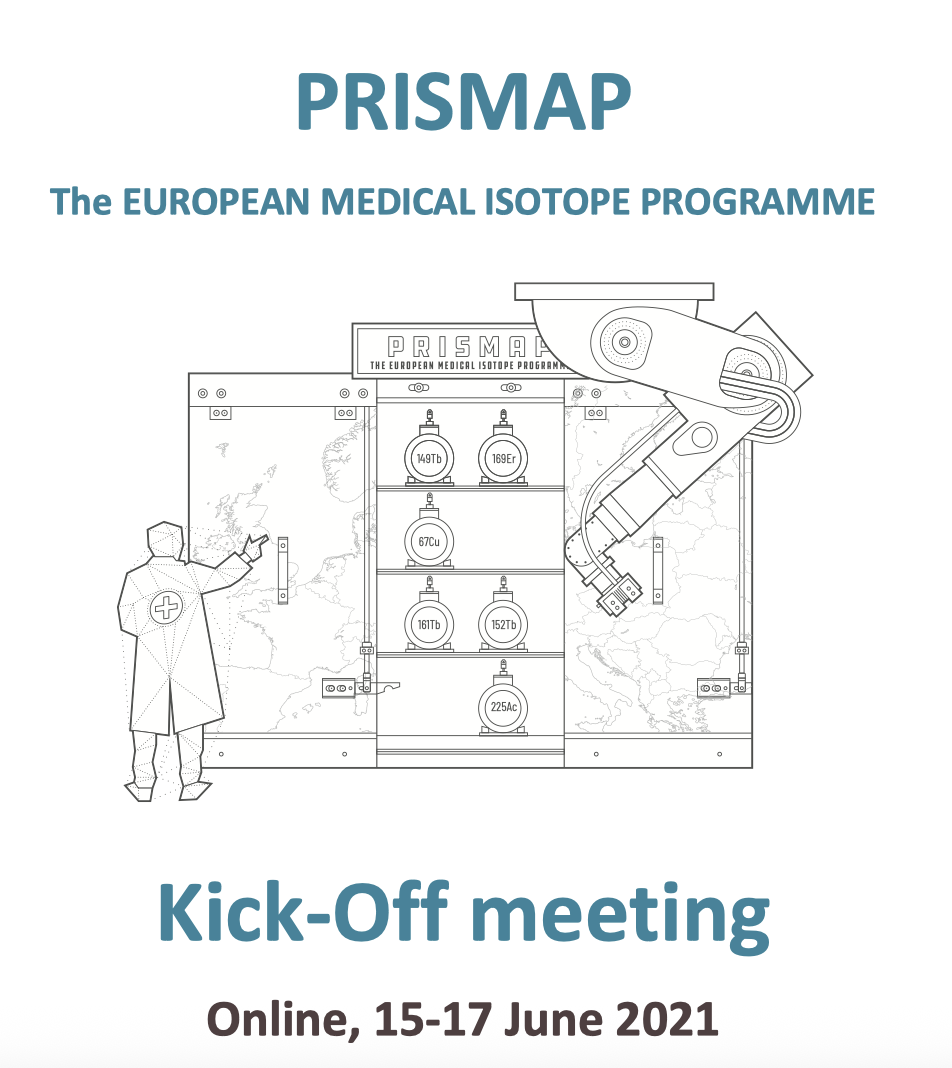 PRISMAP
The EUROPEAN MEDICAL ISOTOPE PROGRAMME
PRISMAP
THE EUROPEAN MEDICAL ISOTOPE PROGRAMM
149Tb 169Er
67Cu
161Tb 152Tb
225Ac
Kick-Off meeting
Online, 15-17 June 2021